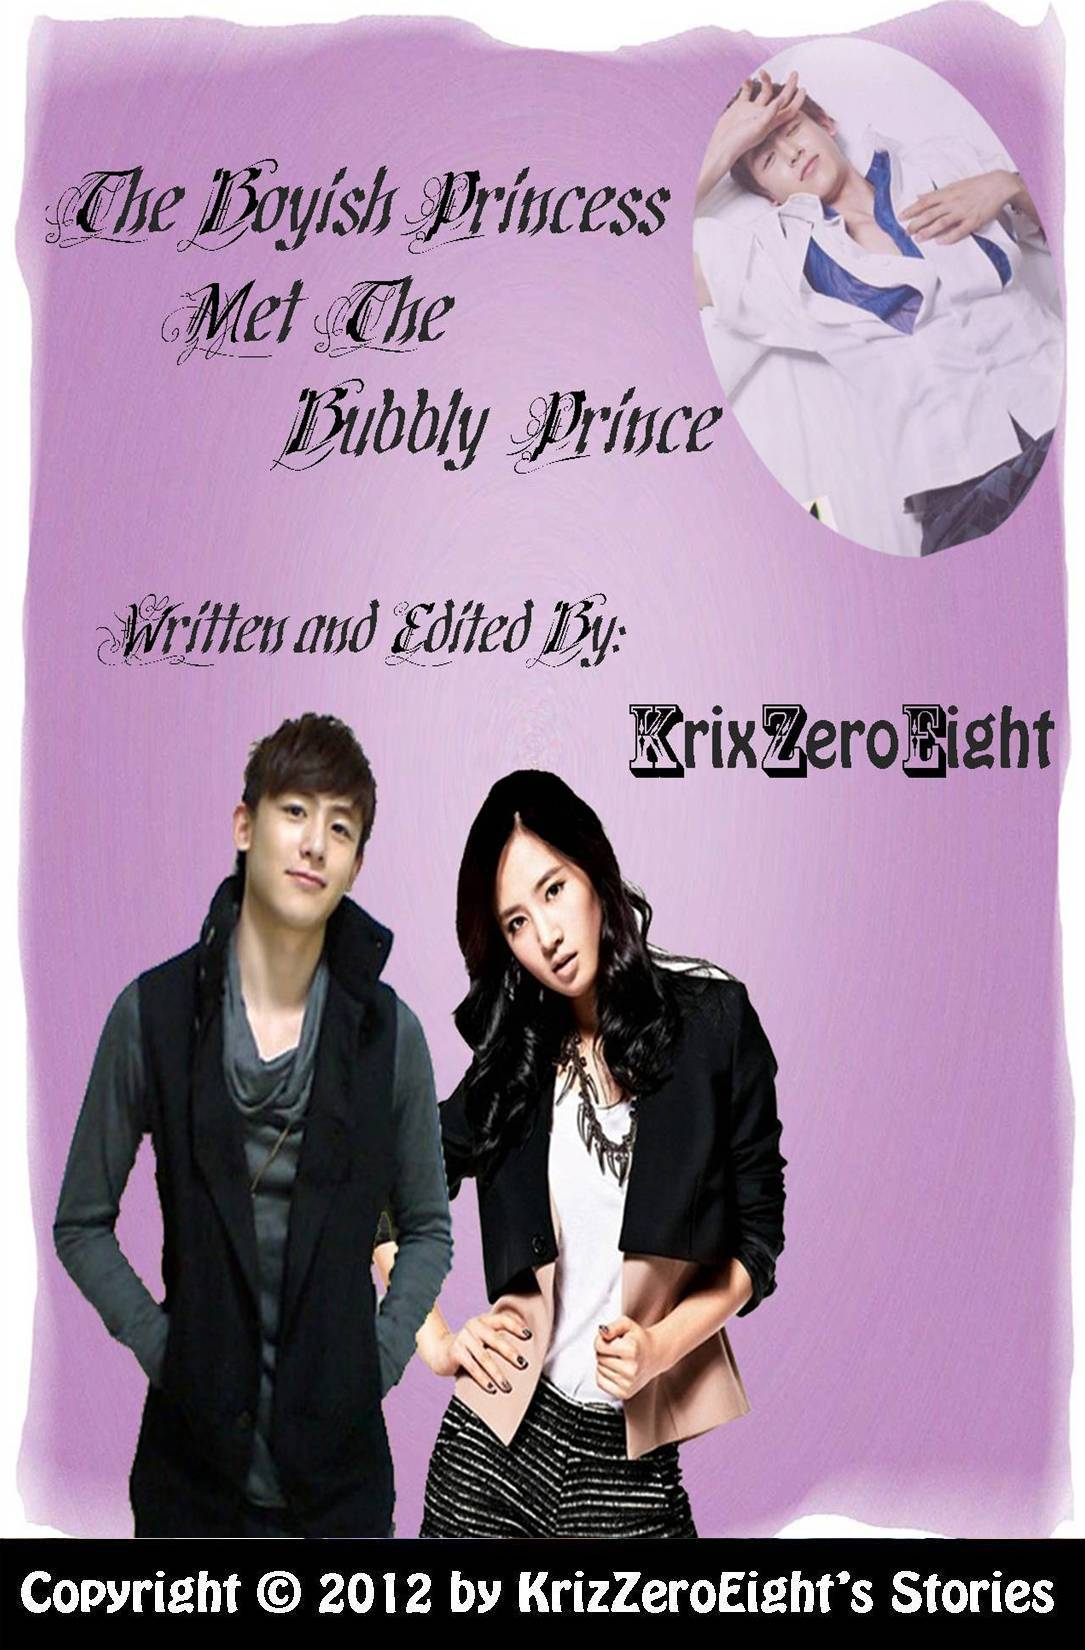 The Boyish Princess
Met The
Bubbly Prince
Written and Edited By:
KrixZeroEight
Copyright © 2012 by KrizZeroEight's Stories